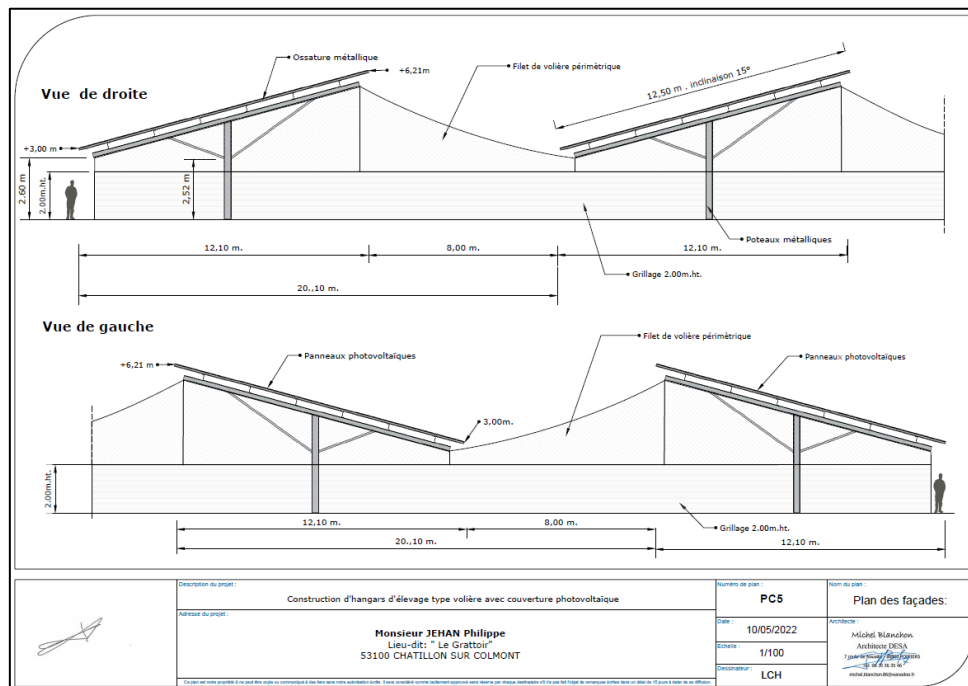 Vue de droite
Ossature métallique
+6,21m
Filet de volière périmètrique
12,50 m . inclinaison 15°
+3,00 m
2.60 m
2.00m.ht.
2,52 m
12,10 m.
8,00 m.
12,10 m.
Poteaux métalliques
Grillage 2.00m.ht.
20.,10 m.
Vue de gauche
Filet de volière périmètrique
+6,21 m
Panneaux photovoltaïques
Panneaux photovoltaïques
3,00m.
2.00m.ht.
12,10 m.
8,00 m.
Grillage 2.00m.ht.
20.,10 m.
12,10 m.
Description du projet :
Construction d'hangars d'élevage type volière avec couverture photovoltaïque
Adresse du projet :
Monsieur JEHAN Philippe
Lieu-dit: " Le Grattoir"
53100 CHATILLON SUR COLMONT
Numéro de plan :
PC5
Nom du plan :
Plan des façades:
Date :
10/05/2022
Echelle :
1/100
Dessinateur :
LCH
Architecte :
Michel Blanchon
Architecte DESA